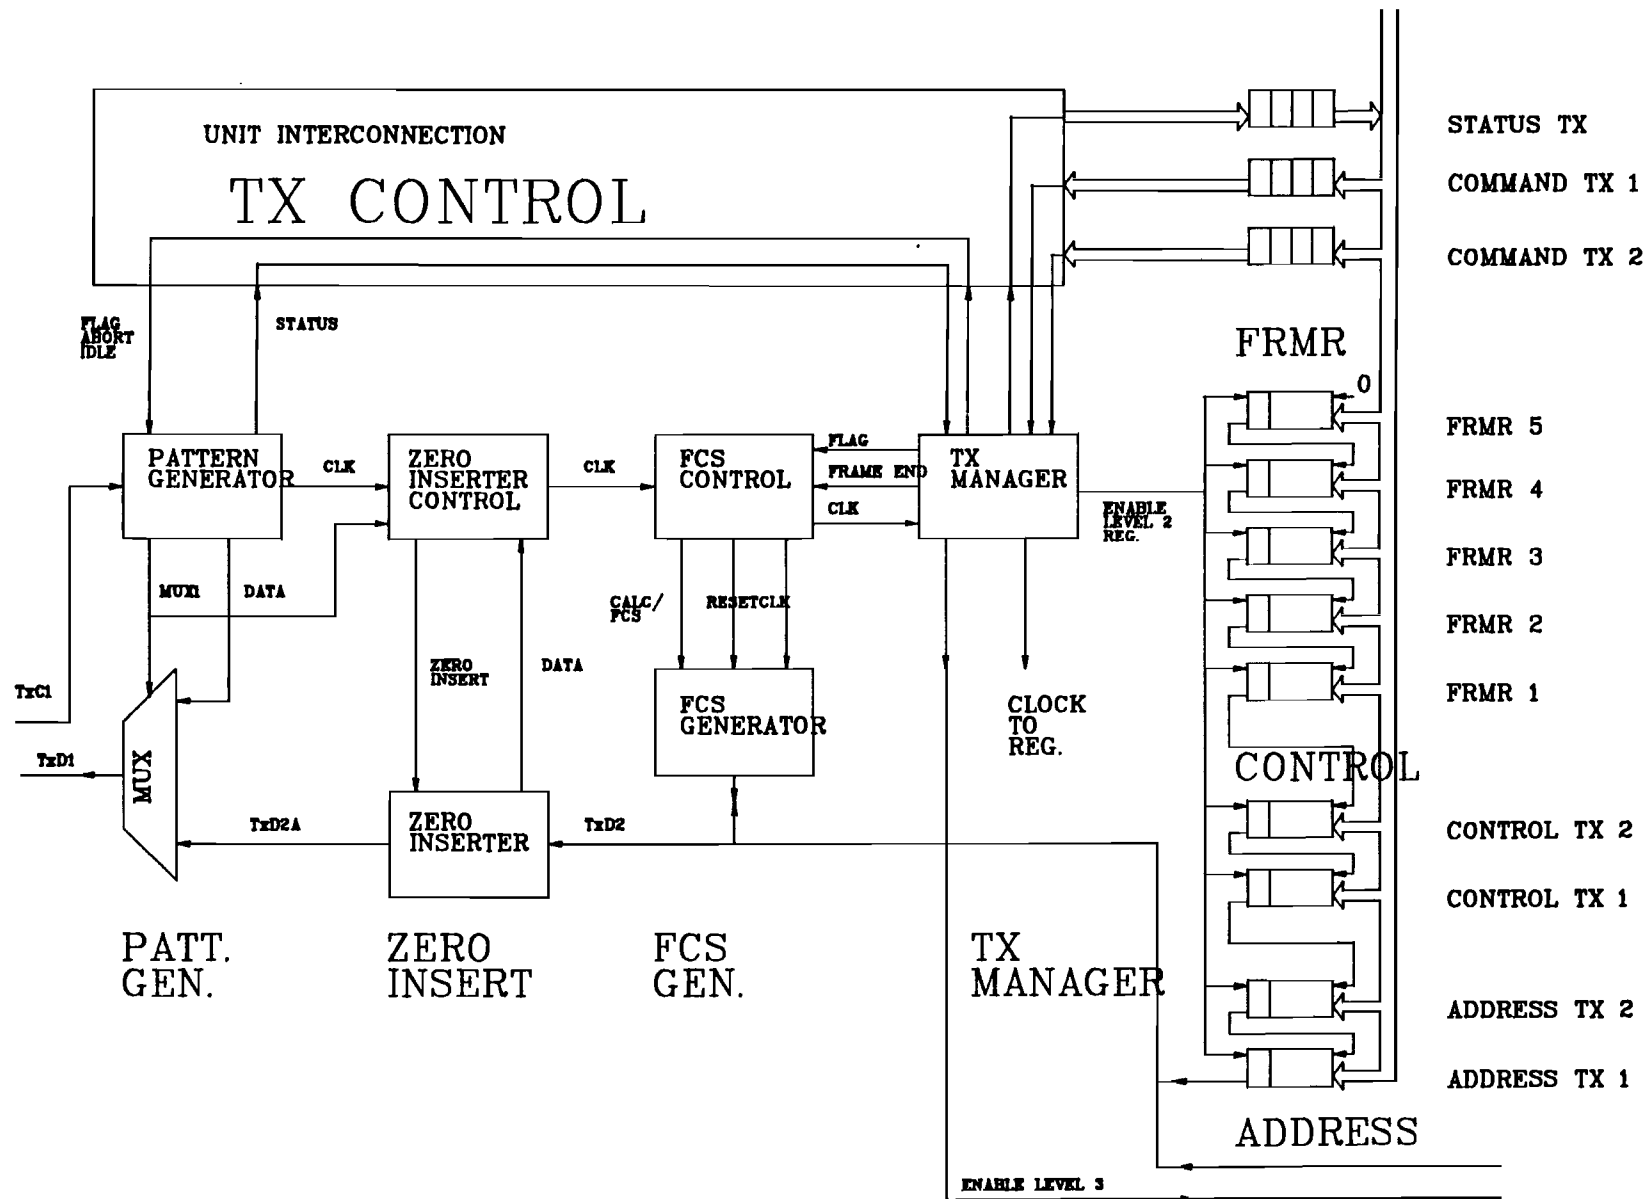 UNIT INTERCONNECTION
TX CONTROL
STATUS TX
COMMAND TX 1
COMMAND TX 2
FLAG
ABORT
IDLE
STATUS
FRMR
0
FRMR 5
FRMR 4
FRMR 3
FRMR 2
FRMR 1
PATTERN
GENERATOR
CLK
ZERO
INSERTER
CONTROL
CLK
FCS
CONTROL
FLAG
FRAME END
CLK
TX
MANAGER
ENABLE
LEVEL 2
REG.
MUX1
DATA
CALC/
FCS
RESETCLK
ZERO
INSERT
DATA
TxC1
TxD1
MUX
FCS
GENERATOR
CLOCK
TO
REG.
CONTROL
TxD2A
ZERO
INSERTER
TxD2
CONTROL TX 2
CONTROL TX 1
PATT.
GEN.
ZERO
INSERT
FCS
GEN.
TX
MANAGER
ADDRESS TX 2
ADDRESS TX 1
ADDRESS
ENABLE LEVEL 3